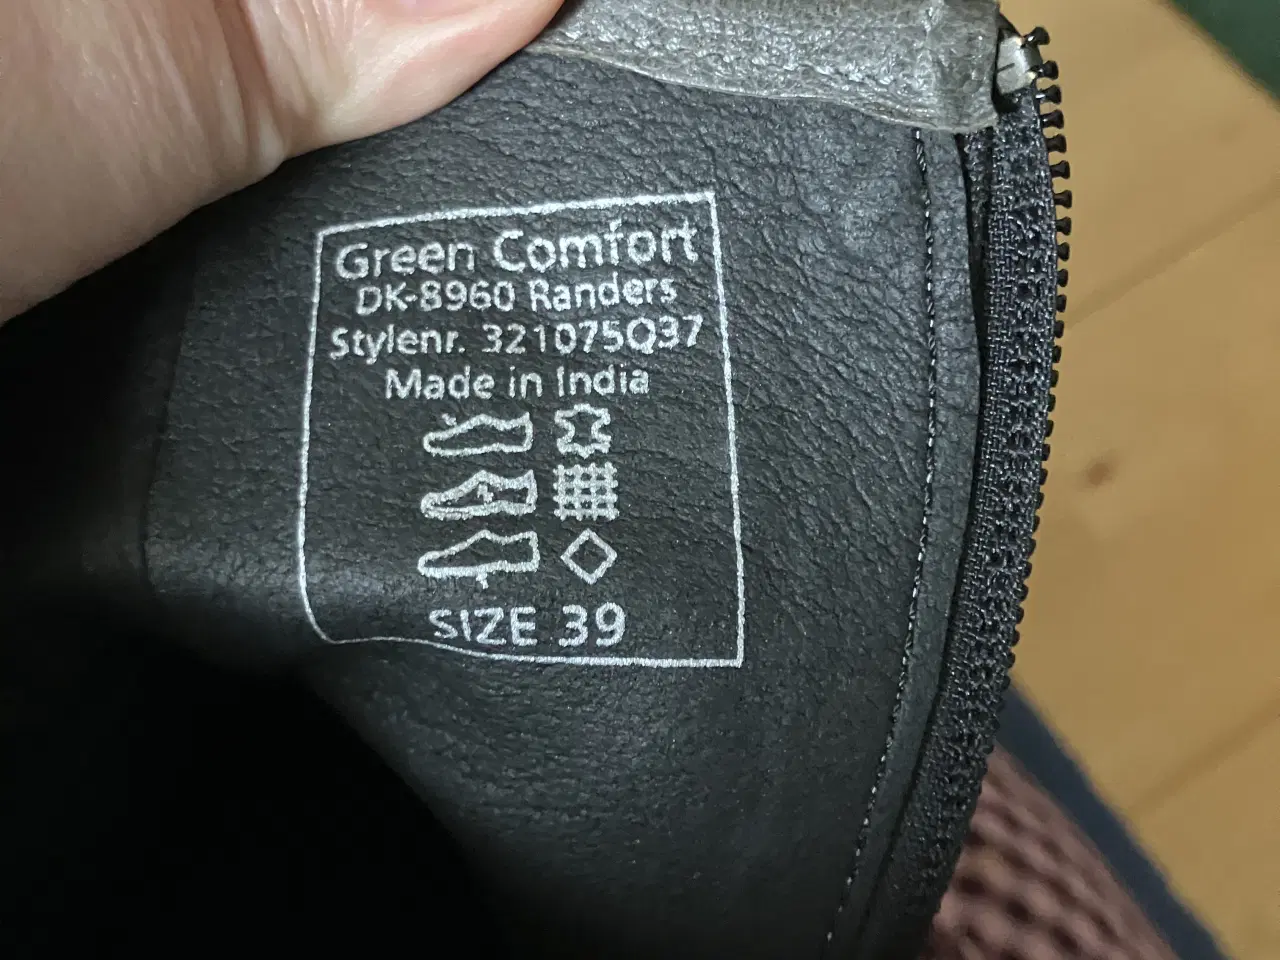 Green Comfort
DK-8960 Randers
Stylenr. 321075Q37
Made in India
SIZE 39